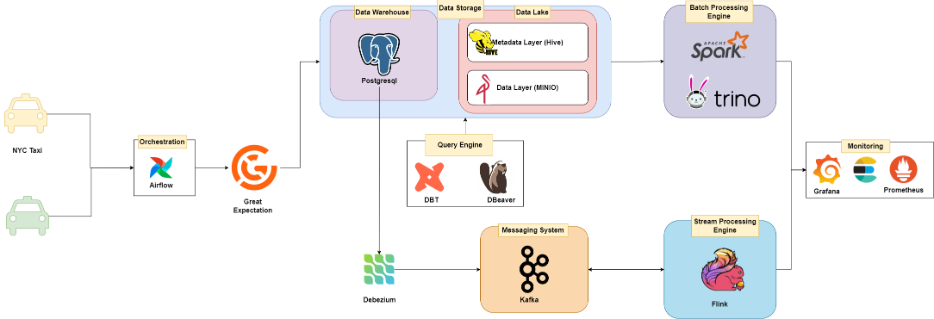 Data Warehouse
Data Storage
Data Lake
Postgresql
HIVE
Metadata Layer (Hive)
Data Layer (MINIO)
Batch Processing
Engine
APACHE
Spark
trino
NYC Taxi
Orchestration
Airflow
Great
Expectation
Query Engine
DBT
DBeaver
Monitoring
Grafana
Prometheus
Debezium
Messaging System
Kafka
Stream Processing
Engine
Flink